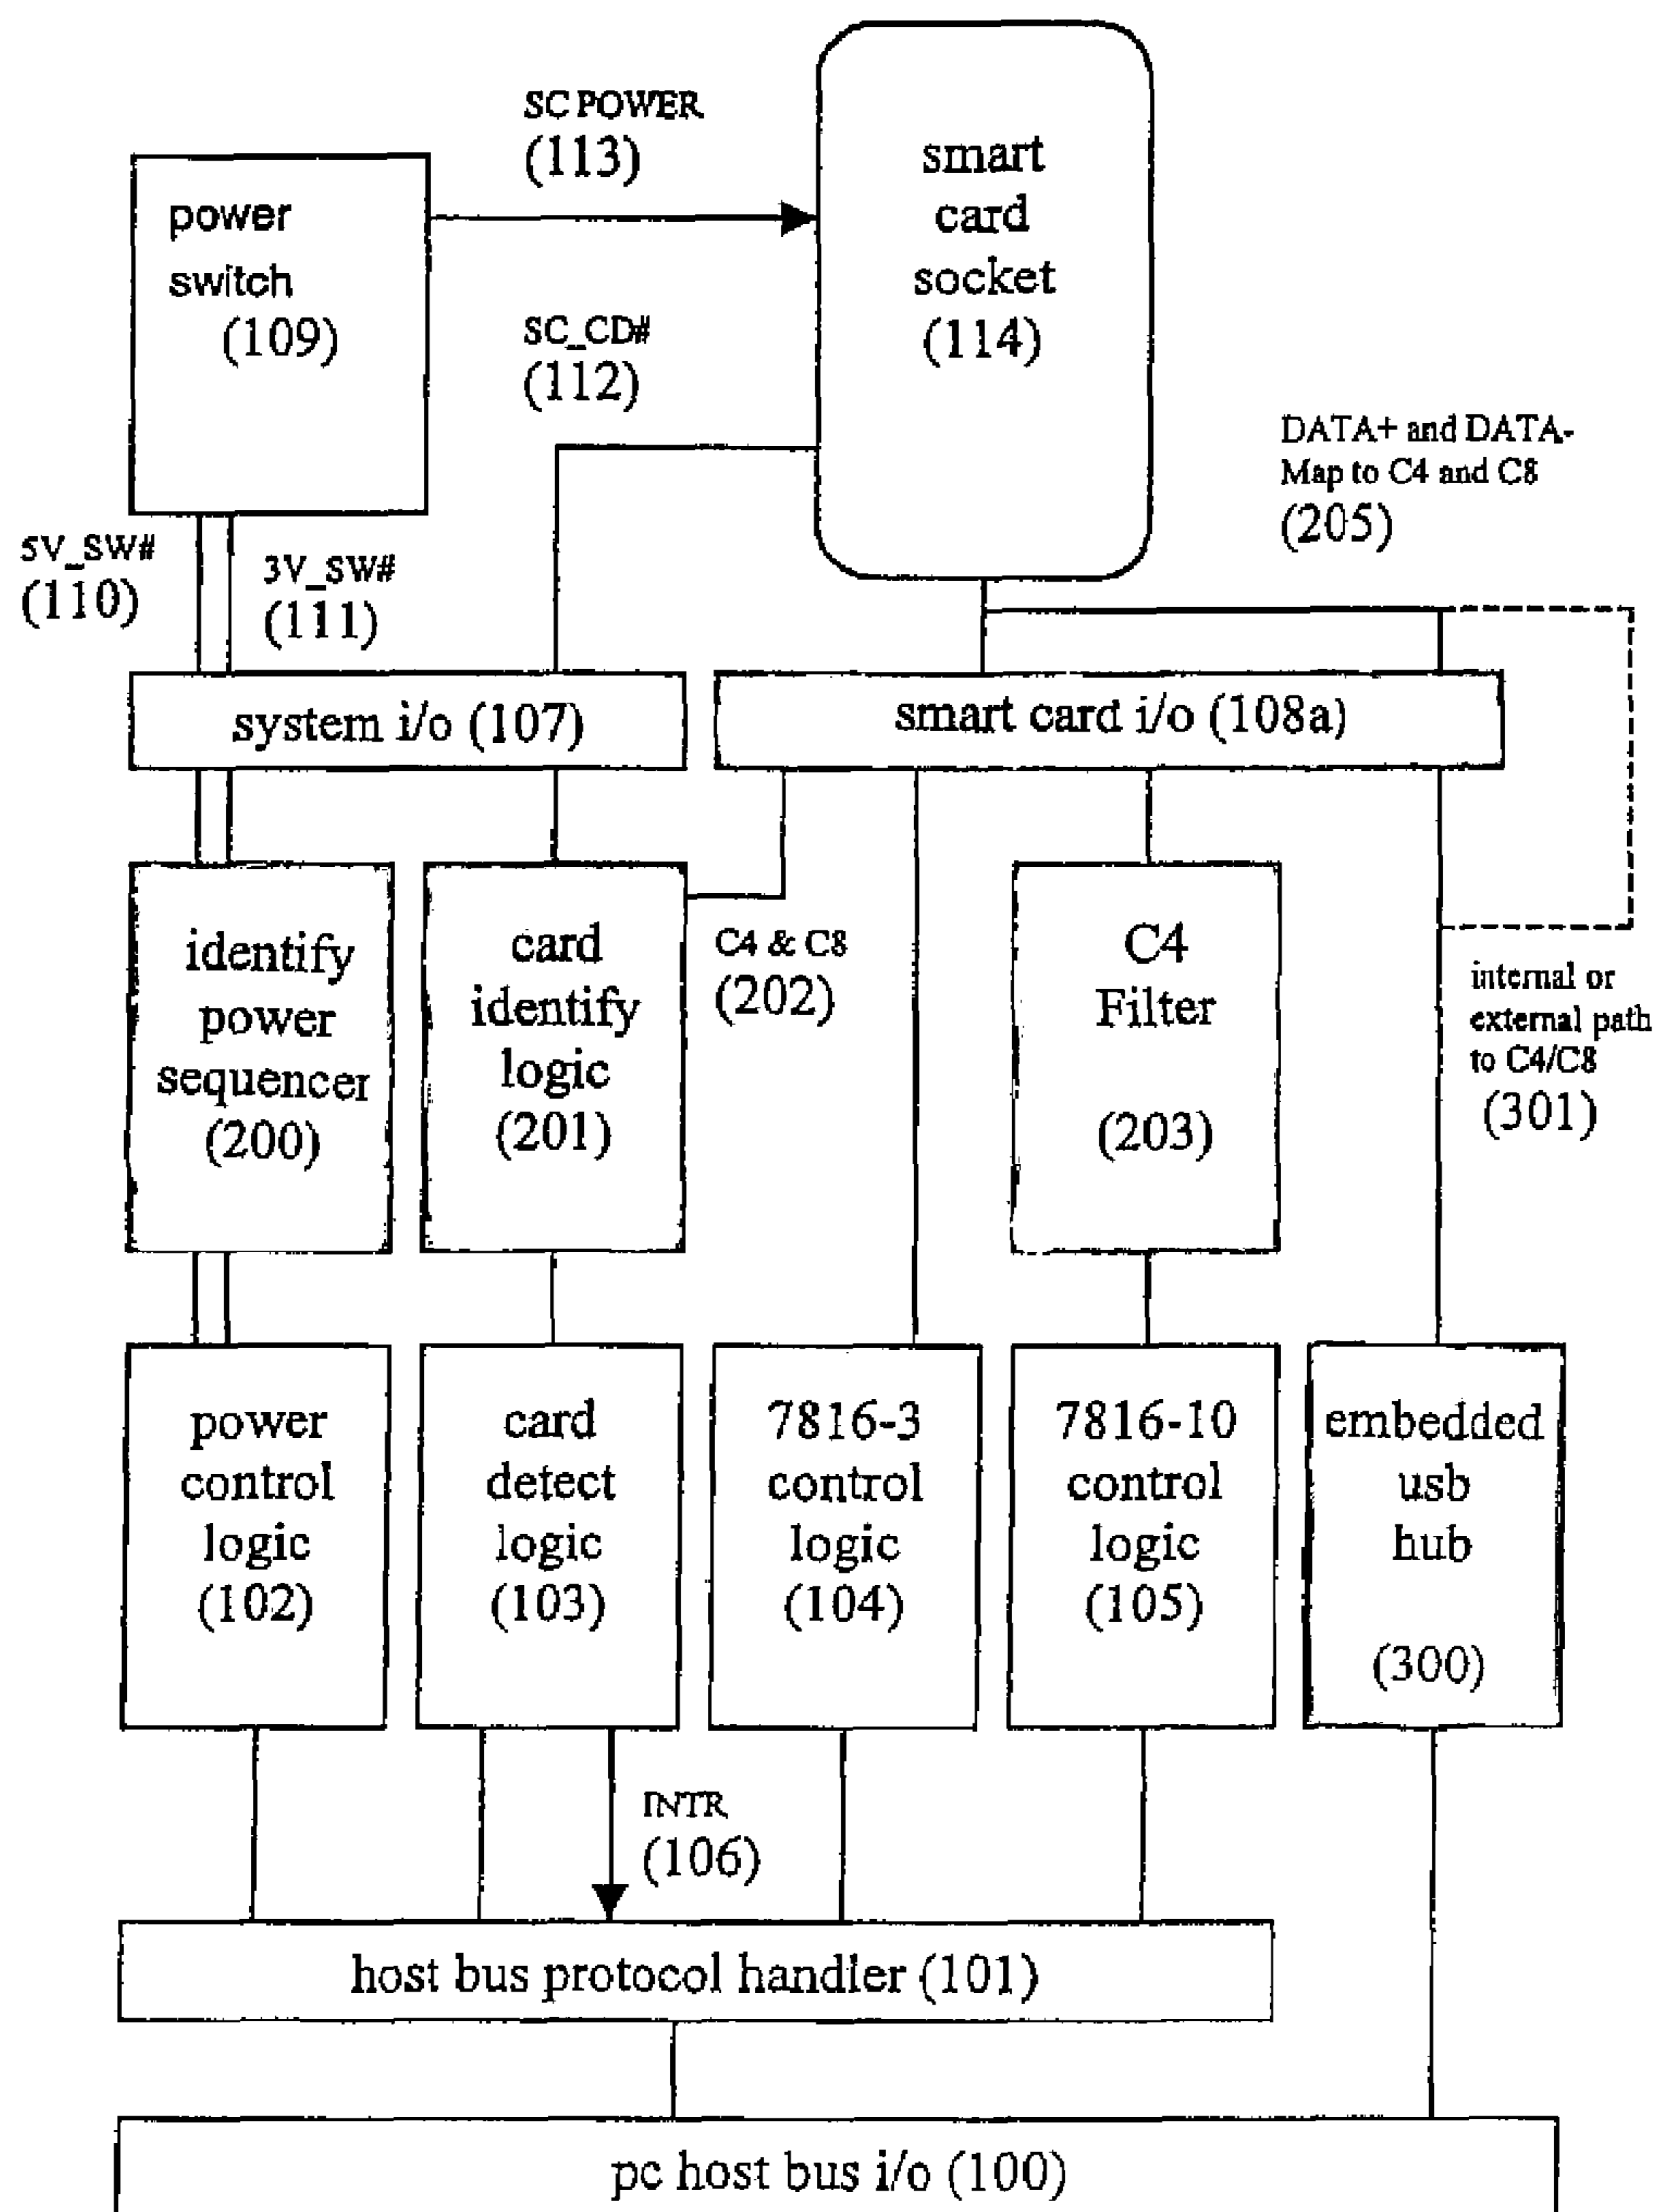 SC POWER
(113)
smart
card
socket
(114)
power
switch
(109)
SC_CD#
(112)
DATA+ and DATA-
Map to C4 and C8
(205)
5V_SW#
(110)
3V_SW#
(111)
system i/o (107)
smart card i/o (108a)
identify
power
sequencer
(200)
card
identify
logic
(201)
C4 & C8
(202)
C4
Filter
(203)
internal or
external path
to C4/C8
(301)
power
control
logic
(102)
card
detect
logic
(103)
7816-3
control
logic
(104)
7816-10
control
logic
(105)
embedded
usb
hub
(300)
INTR
(106)
host bus protocol handler (101)
pc host bus i/o (100)